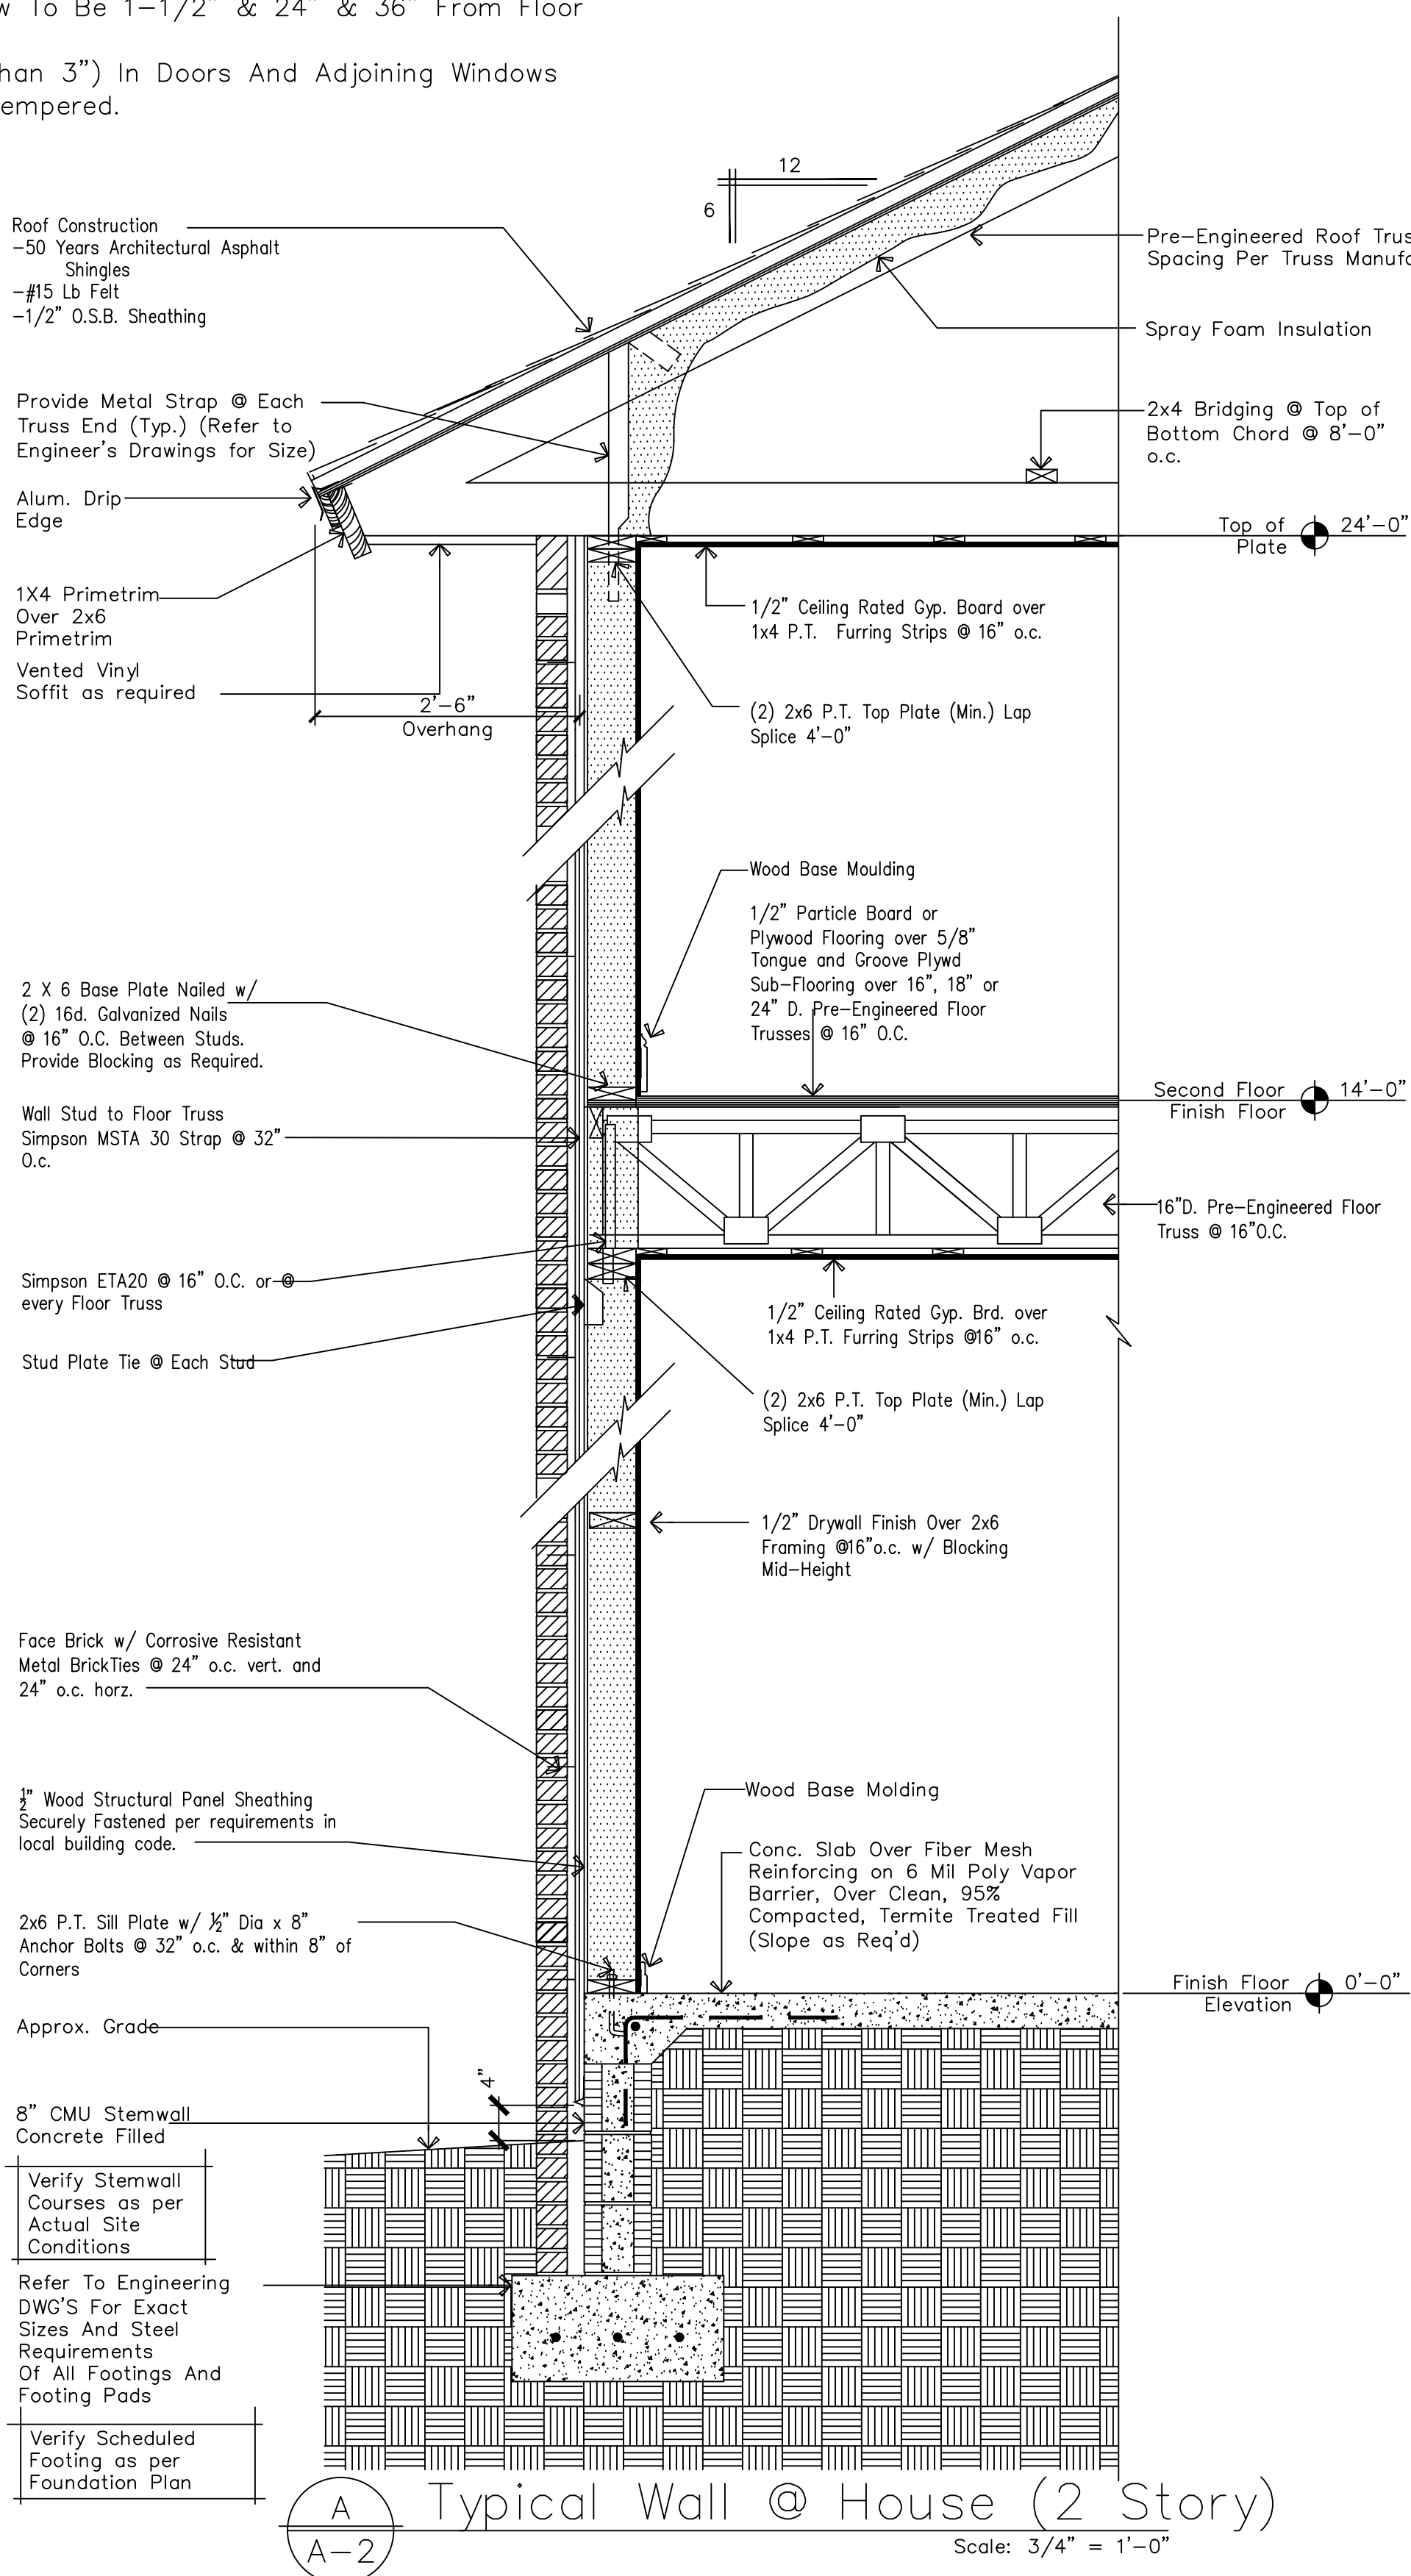 To Be 1-1/2" & 24" & 36" From Floor
than 3") In Doors And Adjoining Windows
12
6
Roof Construction
-50 Years Architectural Asphalt
Shingles
-#15 Lb Felt
-1/2" O.S.B. Sheathing
Pre-Engineered Roof
Spacing Per Truss
Spray Foam Insulation
Provide Metal Strap @ Each
Truss End (Typ.) (Refer to
Engineer's Drawings for Size)
2x4 Bridging @ Top of
Bottom Chord @ 8'-0"
o.c.
Alum. Drip
Edge
Top of
Plate
24'-0"
1X4 Primetrim
Over 2x6
Primetrim
1/2" Ceiling Rated Gyp. Board over
1x4 P.T. Furring Strips @ 16" o.c.
Vented Vinyl
Soffit as required
2'-6"
Overhang
(2) 2x6 P.T. Top Plate (Min.) Lap
Splice 4'-0"
Wood Base Moulding
1/2" Particle Board or
Plywood Flooring over 5/8"
Tongue and Groove Plywd
Sub-Flooring over 16", 18" or
24" D. Pre-Engineered Floor
Trusses @ 16" O.C.
2 X 6 Base Plate Nailed w/
(2) 16d. Galvanized Nails
@ 16" O.C. Between Studs.
Provide Blocking as Required.
Second Floor
Finish Floor
14'-0"
Wall Stud to Floor Truss
Simpson MSTA 30 Strap @ 32"
O.c.
16"D. Pre-Engineered Floor
Truss @ 16"O.C.
Simpson ETA20 @ 16" O.C. or @
every Floor Truss
1/2" Ceiling Rated Gyp. Brd. over
1x4 P.T. Furring Strips @16" o.c.
Stud Plate Tie @ Each Stud
(2) 2x6 P.T. Top Plate (Min.) Lap
Splice 4'-0"
1/2" Drywall Finish Over 2x6
Framing @16"o.c. w/ Blocking
Mid-Height
Face Brick w/ Corrosive Resistant
Metal BrickTies @ 24" o.c. vert. and
24" o.c. horz.
½" Wood Structural Panel Sheathing
Securely Fastened per requirements in
local building code.
Wood Base Molding
Conc. Slab Over Fiber Mesh
Reinforcing on 6 Mil Poly Vapor
Barrier, Over Clean, 95%
Compacted, Termite Treated Fill
(Slope as Req'd)
2x6 P.T. Sill Plate w/ ½" Dia x 8"
Anchor Bolts @ 32" o.c. & within 8" of
Corners
Finish Floor
Elevation
0'-0"
Approx. Grade
4"
8" CMU Stemwall
Concrete Filled
Verify Stemwall
Courses as per
Actual Site
Conditions
Refer To Engineering
DWG'S For Exact
Sizes And Steel
Requirements
Of All Footings And
Footing Pads
Verify Scheduled
Footing as per
Foundation Plan
A
A-2
Typical Wall @ House (2 Story)
Scale: 3/4" = 1'-0"